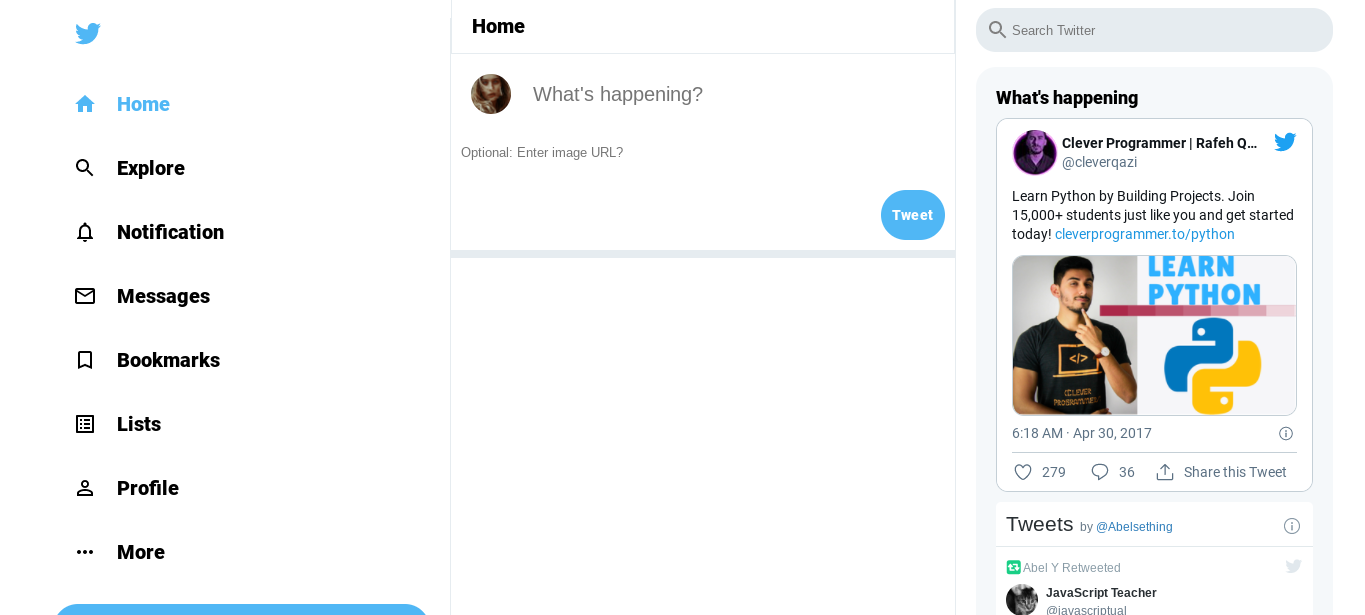 Home
Explore
Notification
Messages
Bookmarks
Lists
Profile
More
Home
What's happening?
Optional: Enter image URL?
Tweet
Search Twitter
What's happening
Clever Programmer | Rafeh Q...
@cleverqazi
Learn Python by Building Projects. Join
15,000+ students just like you and get started
today! cleverprogrammer.to/python
LEARN
PYTHON
</>
CLEVER
PROGRAMMER
6:18 AM · Apr 30, 2017
279 36 Share this Tweet
Tweets by @Abelsething
Abel Y Retweeted
JavaScript Teacher
@javascriptual